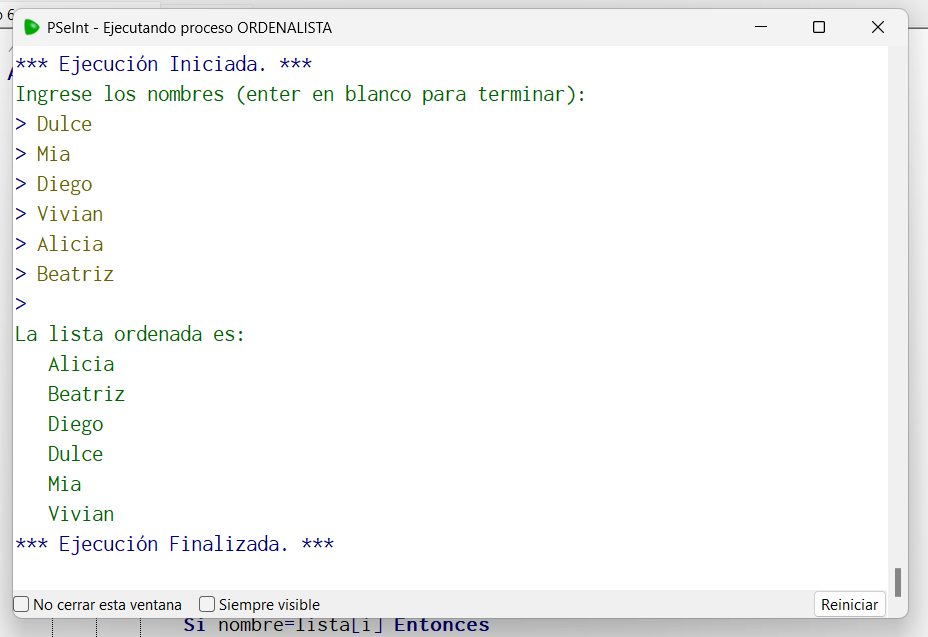 PSeInt - Ejecutando proceso ORDENALISTA
*** Ejecución Iniciada. ***
Ingrese los nombres (enter en blanco para terminar):
> Dulce
> Mia
> Diego
> Vivian
> Alicia
> Beatriz
>
La lista ordenada es:
Alicia
Beatriz
Diego
Dulce
Mia
Vivian
*** Ejecución Finalizada. ***
No cerrar esta ventana Siempre visible Reiniciar
Si nombre=lista[i] Entonces